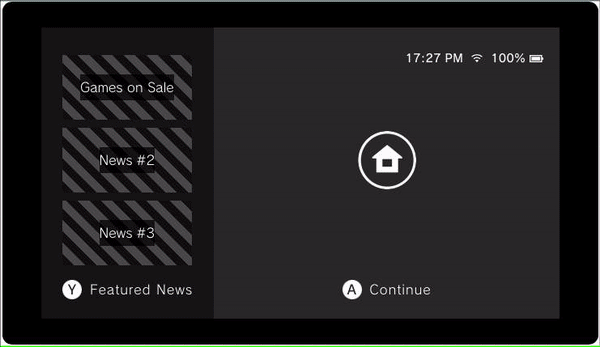 Games on Sale
News #2
News #3
Y Featured News
17:27 PM 100%
A Continue